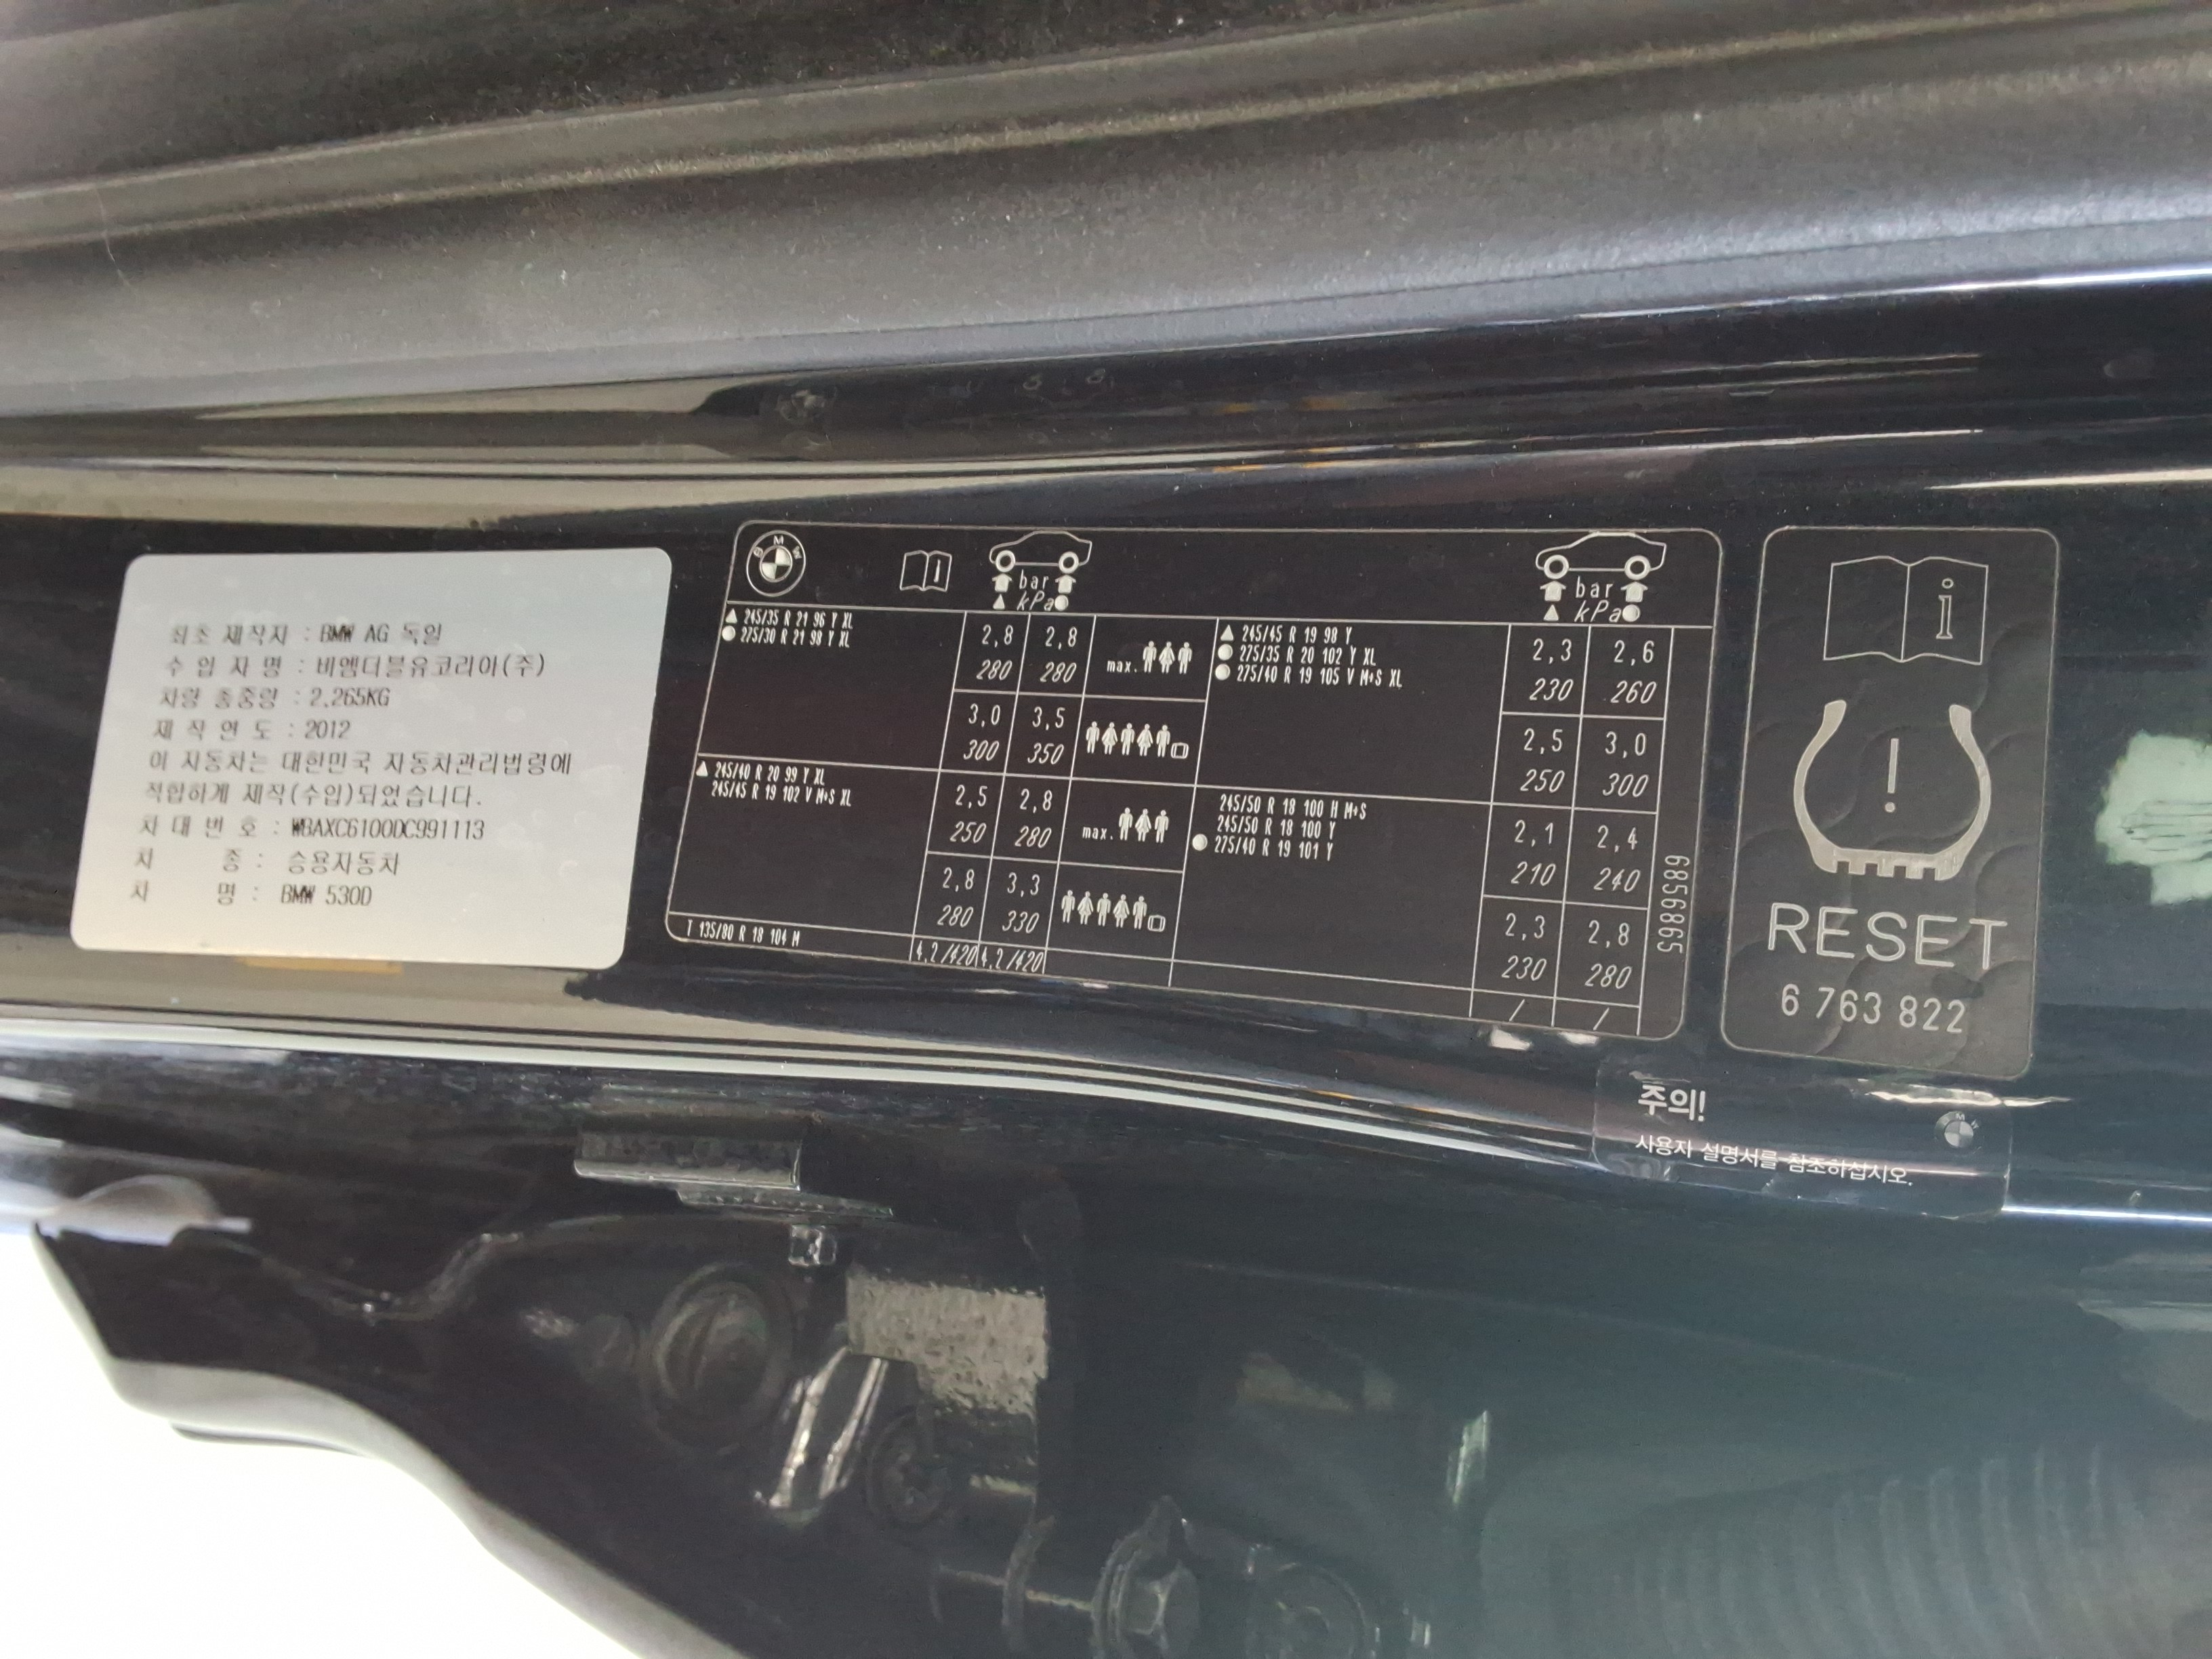 최초 제작자 : BMW AG 독일
수 입 자 명 : 비엠더블유코리아(주)
차량 총중량 : 2,265KG
제 작 연 도 : 2012
이 자동차는 대한민국 자동차관리법령에
적합하게 제작(수입)되었습니다.
차 대 번 호 : WBAXC6100DC991113
차 종 : 승용자동차
차 명 : BMW 530D
BMW
i
bar
kPa
245/35 R 21 96 Y XL
275/30 R 21 98 Y XL
2,8 2,8
280 280
max.
3,0 3,5
300 350
245/40 R 20 99 Y XL
245/45 R 19 102 V M+S XL
2,5 2,8
250 280
max.
2,8 3,3
280 330
T 135/80 R 18 104 M
4,2/420 4,2/420
bar
kPa
245/45 R 19 98 Y
275/35 R 20 102 Y XL
275/40 R 19 105 V M+S XL
2,3 2,6
230 260
2,5 3,0
250 300
245/50 R 18 100 H M+S
245/50 R 18 100 Y
275/40 R 19 101 Y
2,1 2,4
210 240
2,3 2,8
230 280
/ /
6856865
i
!
RESET
6 763 822
주의!
사용자 설명서를 참조하십시오.
BMW